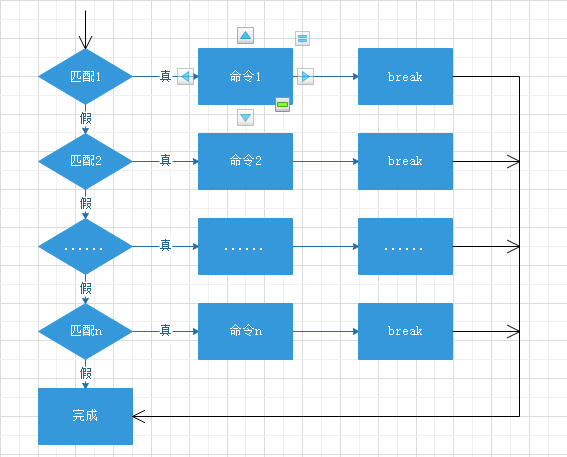 匹配1
真
命令1
break
假
匹配2
真
命令2
break
假
......
真
......
......
假
匹配n
真
命令n
break
假
完成